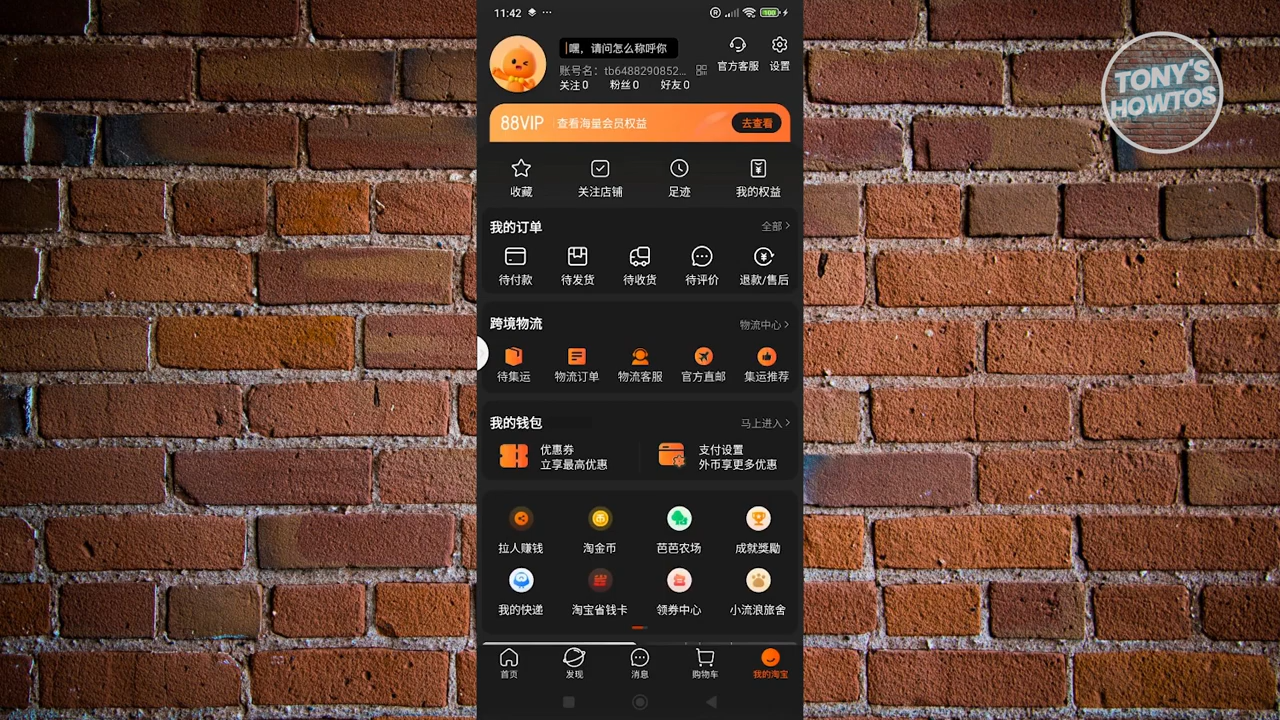 11:42
TONY'S
HOWTOS
嘿，请问怎么称呼你
账号名：tb6488290852...
关注0 粉丝0 好友0
官方客服 设置
88VIP 查看海量会员权益 去查看
收藏 关注店铺 足迹 我的权益
我的订单 全部
待付款 待发货 待收货 待评价 退款/售后
跨境物流 物流中心
待集运 物流订单 物流客服 官方直邮 集运推荐
我的钱包 马上进入
优惠券 支付设置
立享最高优惠 外币享更多优惠
拉人赚钱 淘金币 芭芭农场 成就奖励
我的快递 淘宝省钱卡 领券中心 小流浪旅舍
首页 发现 消息 购物车 我的淘宝